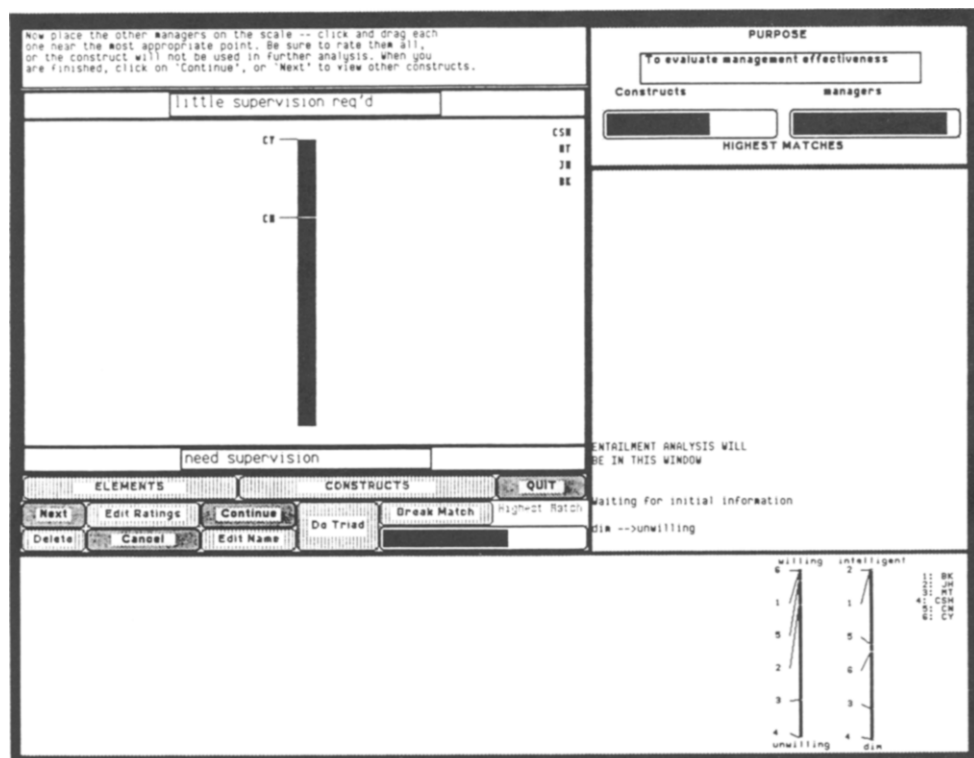 Now place the other managers on the scale -- click and drag each
one near the most appropriate point. Be sure to rate them all,
or the construct will not be used in further analysis. When you
are finished, click on 'Continue', or 'Next' to view other constructs.
little supervision req'd
CY
CN
CSH
MT
JH
BK
need supervision
ELEMENTS
CONSTRUCTS
QUIT
Next
Edit Ratings
Continue
Do Triad
Break Match
Highest Match
Delete
Cancel
Edit Name
PURPOSE
To evaluate management effectiveness
Constructs
managers
HIGHEST MATCHES
ENTAILMENT ANALYSIS WILL
BE IN THIS WINDOW
Waiting for initial information
dim -->unwilling
willing
6
1
5
2
3
4
unwilling
intelligent
2
1
5
6
3
4
dim
1: BK
2: JH
3: MT
4: CSH
5: CN
6: CY